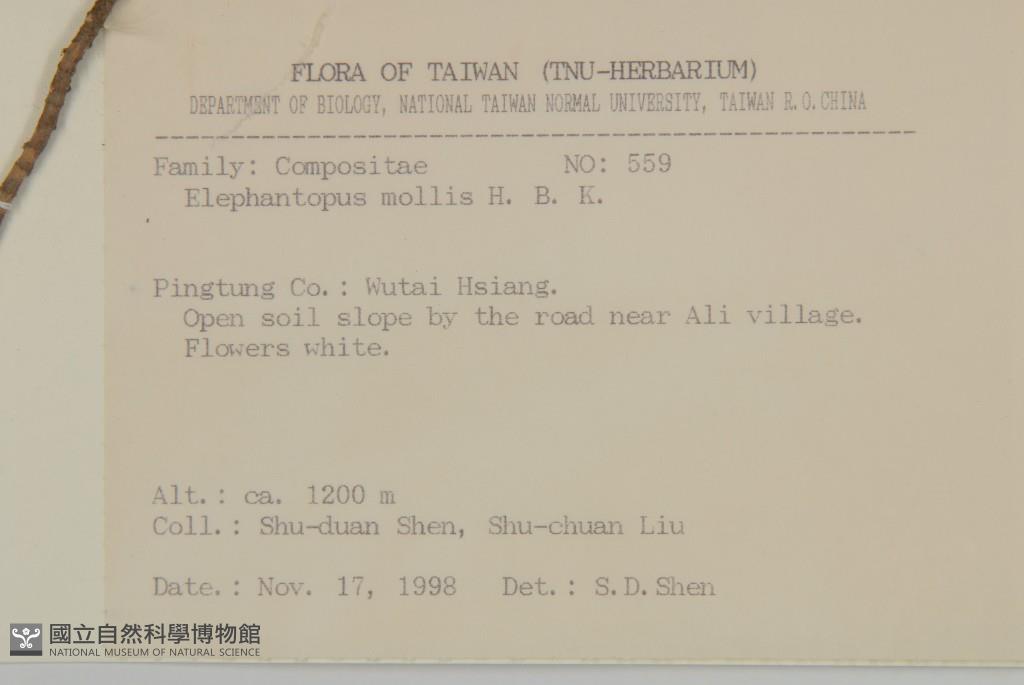 FLORA OF TAIWAN (TNU-HERBARIUM)
DEPARTMENT OF BIOLOGY, NATIONAL TAIWAN NORMAL UNIVERSITY, TAIWAN R.O.CHINA
Family: Compositae NO: 559
Elephantopus mollis H. B. K.
Pingtung Co.: Wutai Hsiang.
Open soil slope by the road near Ali village.
Flowers white.
Alt.: ca. 1200 m
Coll.: Shu-duan Shen, Shu-chuan Liu
Date.: Nov. 17, 1998 Det.: S.D.Shen
國立自然科學博物館
NATIONAL MUSEUM OF NATURAL SCIENCE